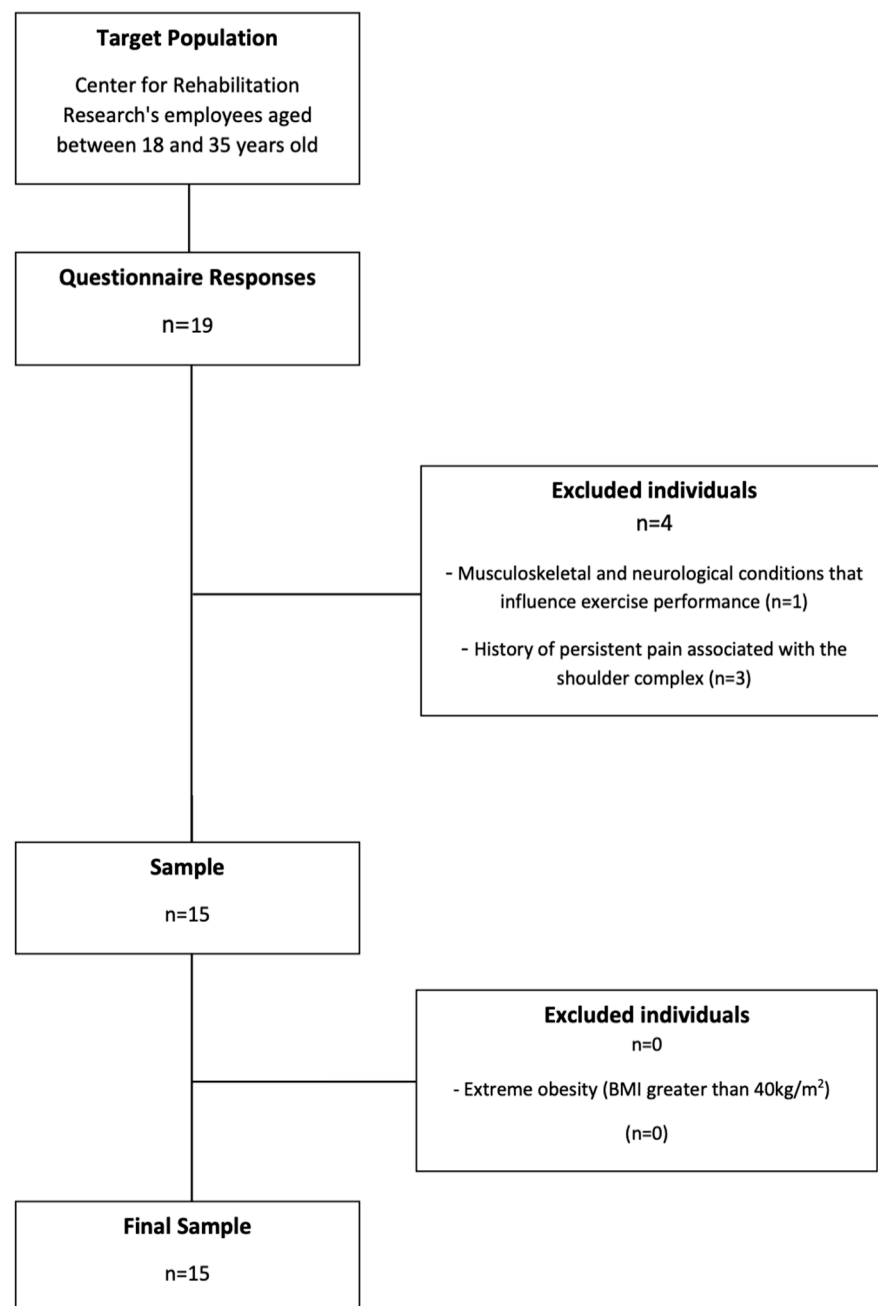 Target Population
Center for Rehabilitation
Research's employees aged
between 18 and 35 years old
Questionnaire Responses
n=19
Excluded individuals
n=4
- Musculoskeletal and neurological conditions that
influence exercise performance (n=1)
- History of persistent pain associated with the
shoulder complex (n=3)
Sample
n=15
Excluded individuals
n=0
- Extreme obesity (BMI greater than 40kg/m²)
(n=0)
Final Sample
n=15